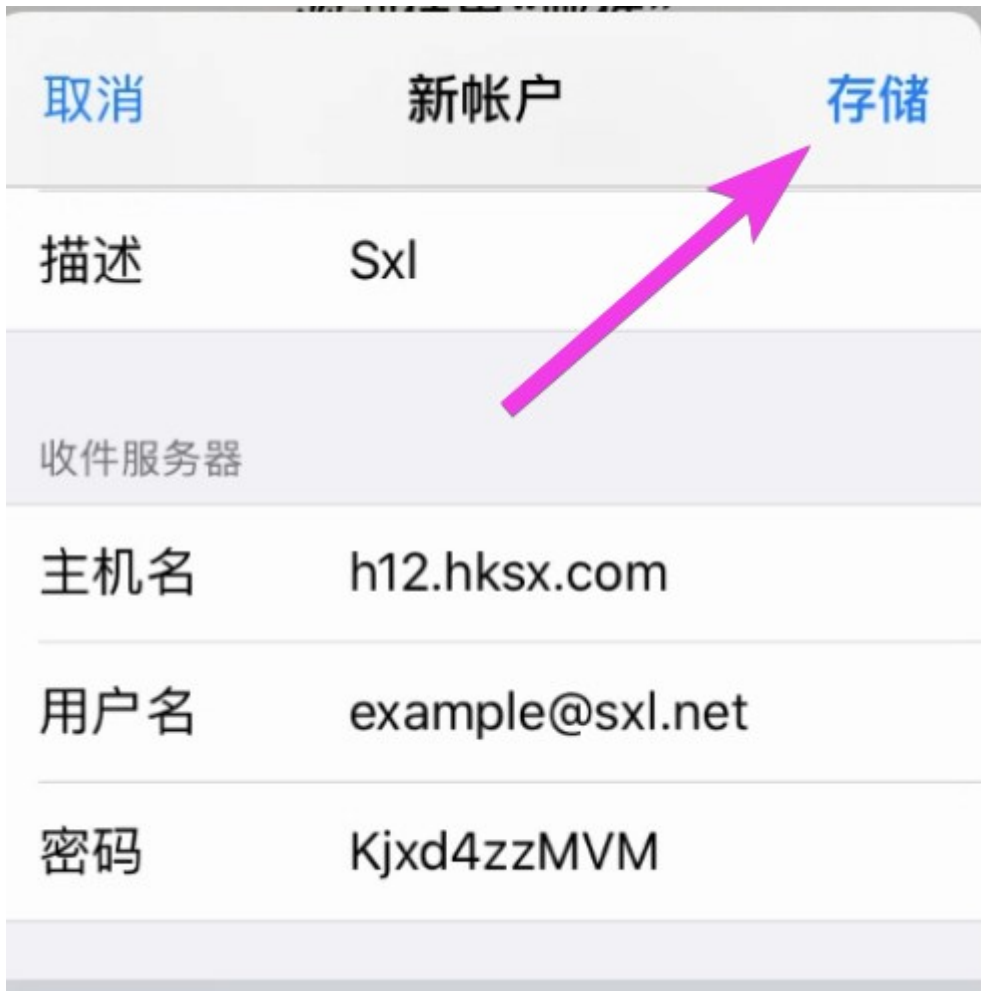 取消 新帐户 存储
描述 Sxl
收件服务器
主机名 h12.hksx.com
用户名 example@sxl.net
密码 Kjxd4zzMVM